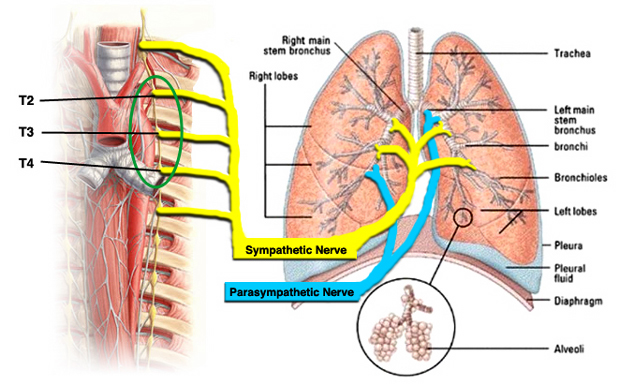 T2
T3
T4
Sympathetic Nerve
Parasympathetic Nerve
Right main
stem bronchus
Right lobes
Trachea
Left main
stem
bronchus
bronchi
Bronchioles
Left lobes
Pleura
Pleural
fluid
Diaphragm
Alveoli